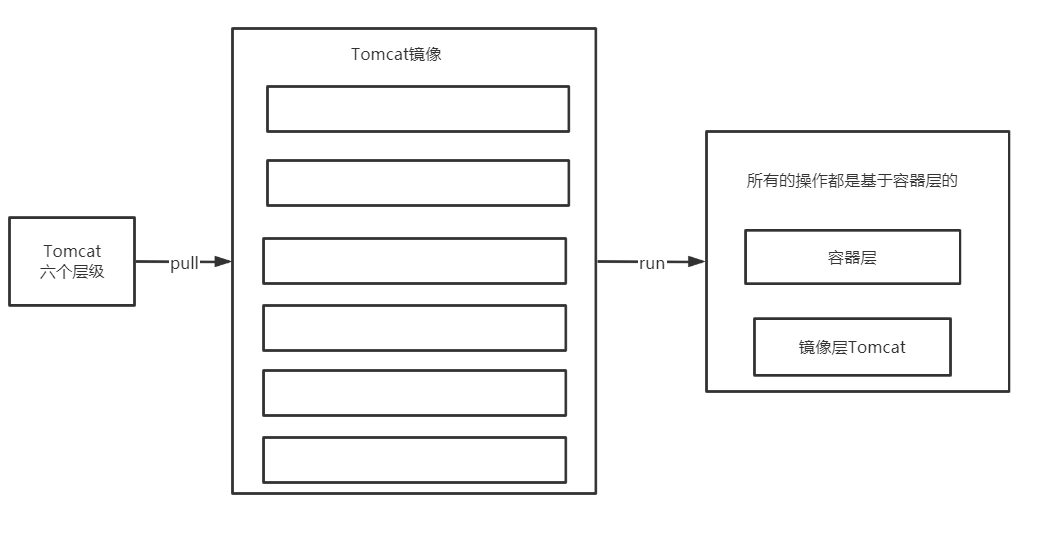 Tomcat镜像
所有的操作都是基于容器层的
Tomcat
六个层级
pull
run
容器层
镜像层Tomcat